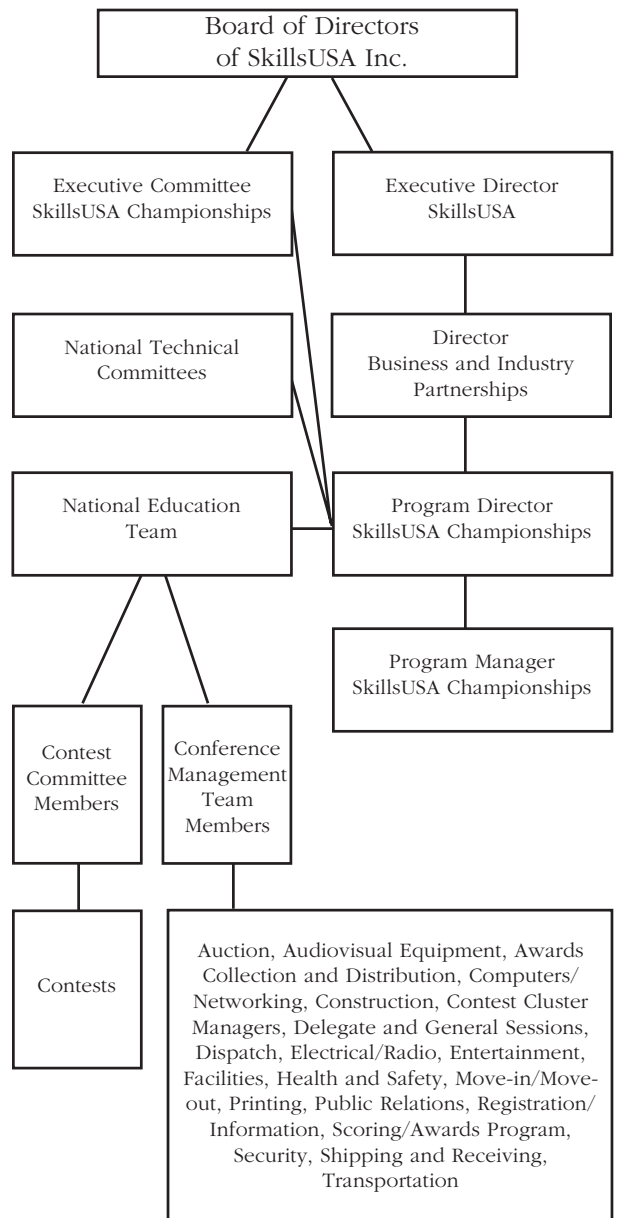 Board of Directors
of SkillsUSA Inc.
Executive Committee
SkillsUSA Championships
Executive Director
SkillsUSA
National Technical
Committees
Director
Business and Industry
Partnerships
National Education
Team
Program Director
SkillsUSA Championships
Program Manager
SkillsUSA Championships
Contest
Committee
Members
Conference
Management
Team
Members
Contests
Auction, Audiovisual Equipment, Awards
Collection and Distribution, Computers/
Networking, Construction, Contest Cluster
Managers, Delegate and General Sessions,
Dispatch, Electrical/Radio, Entertainment,
Facilities, Health and Safety, Move-in/Move-
out, Printing, Public Relations, Registration/
Information, Scoring/Awards Program,
Security, Shipping and Receiving,
Transportation